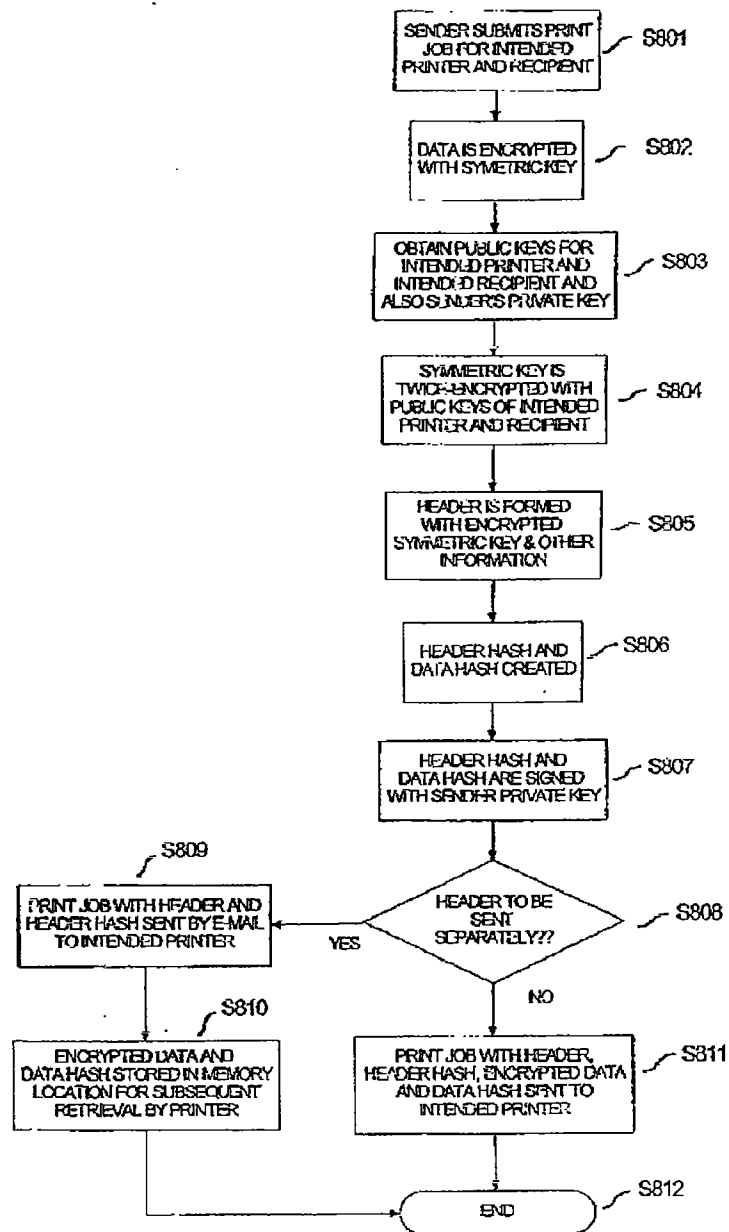 SENDER SUBMITS PRINT
JOB FOR INTENDED
PRINTER AND RECIPIENT
S801
DATA IS ENCRYPTED
WITH SYMETRIC KEY
S802
OBTAIN PUBLIC KEYS FOR
INTENDED PRINTER AND
INTENDED RECIPIENT AND
ALSO SENDER'S PRIVATE KEY
S803
SYMMETRIC KEY IS
TWICE-ENCRYPTED WITH
PUBLIC KEYS OF INTENDED
PRINTER AND RECIPIENT
S804
HEADER IS FORMED
WITH ENCRYPTED
SYMMETRIC KEY & OTHER
INFORMATION
S805
HEADER HASH AND
DATA HASH CREATED
S806
HEADER HASH AND
DATA HASH ARE SIGNED
WITH SENDER PRIVATE KEY
S807
HEADER TO BE
SENT
SEPARATELY??
S808
YES
NO
S809
PRINT JOB WITH HEADER AND
HEADER HASH SENT BY E-MAIL
TO INTENDED PRINTER
S810
ENCRYPTED DATA AND
DATA HASH STORED IN MEMORY
LOCATION FOR SUBSEQUENT
RETRIEVAL BY PRINTER
PRINT JOB WITH HEADER,
HEADER HASH, ENCRYPTED DATA
AND DATA HASH SENT TO
INTENDED PRINTER
S811
END
S812